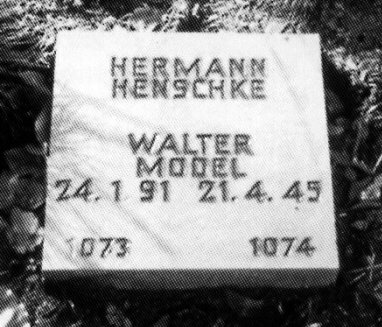 HERMANN
HENSCHKE
WALTER
MODEL
24.1 91 21.4.45
1073 1074